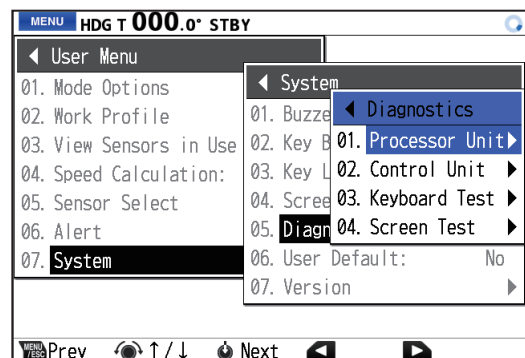 MENU HDG T 000.0° STBY
◀ User Menu
01. Mode Options
02. Work Profile
03. View Sensors in Use
04. Speed Calculation:
05. Sensor Select
06. Alert
07. System
◀ System
01. Buzze
02. Key B
03. Key L
04. Scree
05. Diagn
06. User Default: No
07. Version ▶
◀ Diagnostics
01. Processor Unit ▶
02. Control Unit ▶
03. Keyboard Test ▶
04. Screen Test ▶
MENU/ESC Prev ↑/↓ Next ◀ ▶